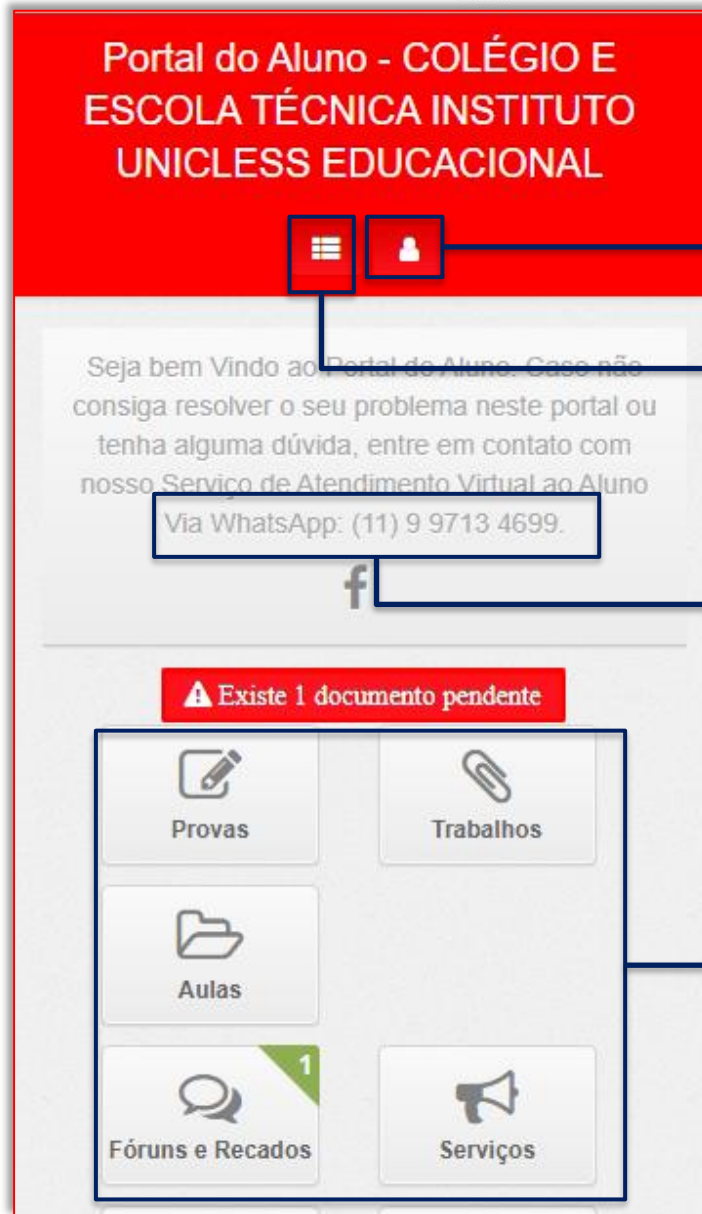 Portal do Aluno - COLÉGIO E
ESCOLA TÉCNICA INSTITUTO
UNICLESS EDUCACIONAL
Seja bem Vindo ao Portal do Aluno. Caso não
consiga resolver o seu problema neste portal ou
tenha alguma dúvida, entre em contato com
nosso Serviço de Atendimento Virtual ao Aluno
Via WhatsApp: (11) 9 9713 4699.
Existe 1 documento pendente
Provas
Trabalhos
Aulas
1
Fóruns e Recados
Serviços